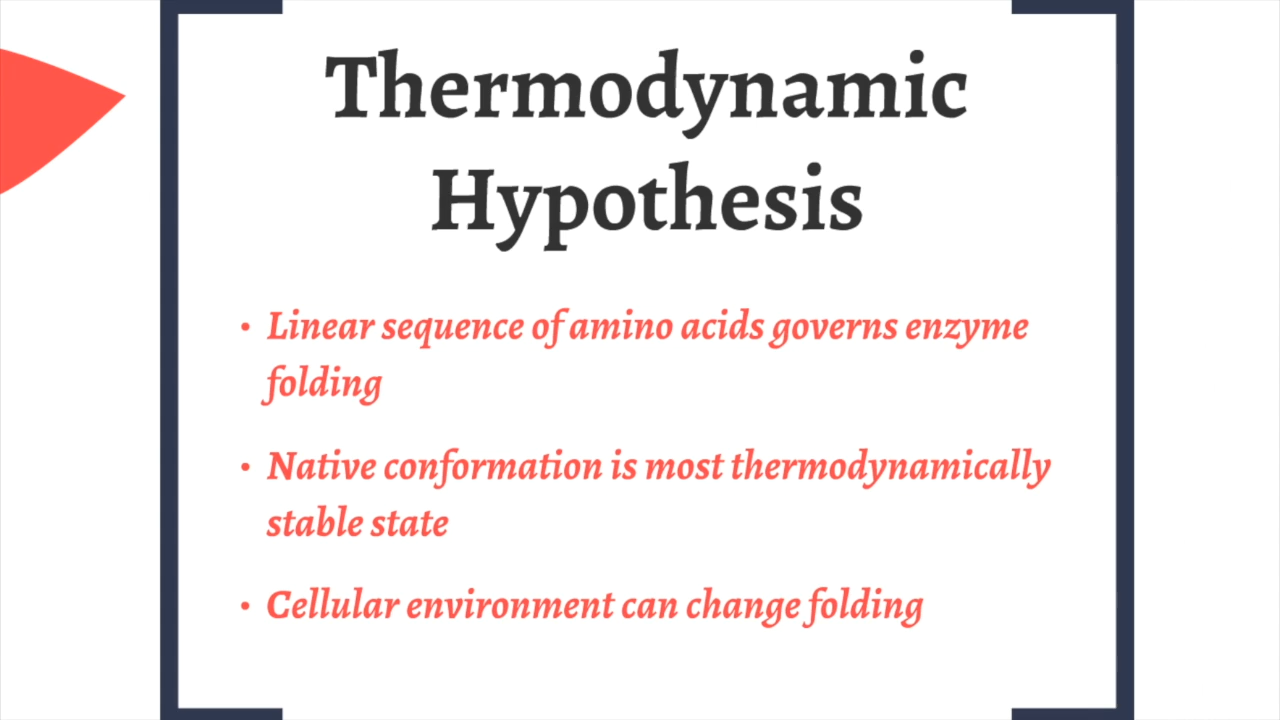 Thermodynamic
Hypothesis
• Linear sequence of amino acids governs enzyme
folding
• Native conformation is most thermodynamically
stable state
• Cellular environment can change folding